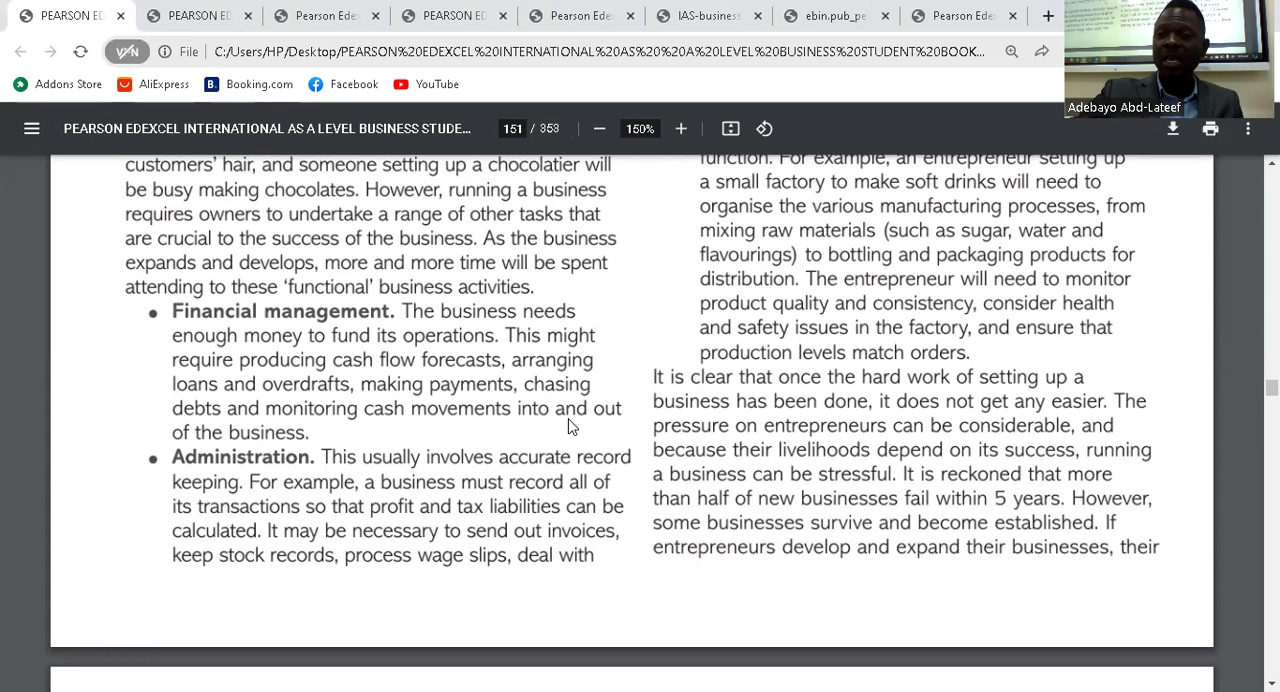 PEARSON ED
PEARSON E
Pearson Ede
PEARSON E
Pearson Ede
IAS-business
ebin.pub_pe
Pearson Ede
File
C:/Users/HP/Desktop/PEARSON%20EDEXCEL%20INTERNATIONAL%20AS%20A%20LEVEL%20BUSINESS%20STUDENT%20BOOK...
Adebayo Abd-Lateef
Addons Store
AliExpress
Booking.com
Facebook
YouTube
PEARSON EDEXCEL INTERNATIONAL AS A LEVEL BUSINESS STUDE...
151 / 353
150%
customers' hair, and someone setting up a chocolatier will
be busy making chocolates. However, running a business
requires owners to undertake a range of other tasks that
are crucial to the success of the business. As the business
expands and develops, more and more time will be spent
attending to these 'functional' business activities.
• Financial management. The business needs
enough money to fund its operations. This might
require producing cash flow forecasts, arranging
loans and overdrafts, making payments, chasing
debts and monitoring cash movements into and out
of the business.
• Administration. This usually involves accurate record
keeping. For example, a business must record all of
its transactions so that profit and tax liabilities can be
calculated. It may be necessary to send out invoices,
keep stock records, process wage slips, deal with
function. For example, an entrepreneur setting up
a small factory to make soft drinks will need to
organise the various manufacturing processes, from
mixing raw materials (such as sugar, water and
flavourings) to bottling and packaging products for
distribution. The entrepreneur will need to monitor
product quality and consistency, consider health
and safety issues in the factory, and ensure that
production levels match orders.
It is clear that once the hard work of setting up a
business has been done, it does not get any easier. The
pressure on entrepreneurs can be considerable, and
because their livelihoods depend on its success, running
a business can be stressful. It is reckoned that more
than half of new businesses fail within 5 years. However,
some businesses survive and become established. If
entrepreneurs develop and expand their businesses, their